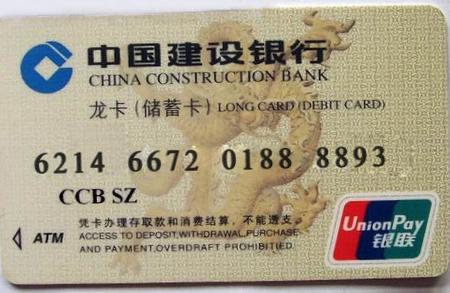 中国建设银行
CHINA CONSTRUCTION BANK
龙卡(储蓄卡) LONG CARD (DEBIT CARD)
6214 6672 0188 8893
CCB SZ
凭卡办理存取款和消费结算，不能透支。
ATM ACCESS TO DEPOSIT,WITHDRAWAL,PURCHASE
AND PAYMENT,OVERDRAFT PROHIBITIED.
UnionPay
银联